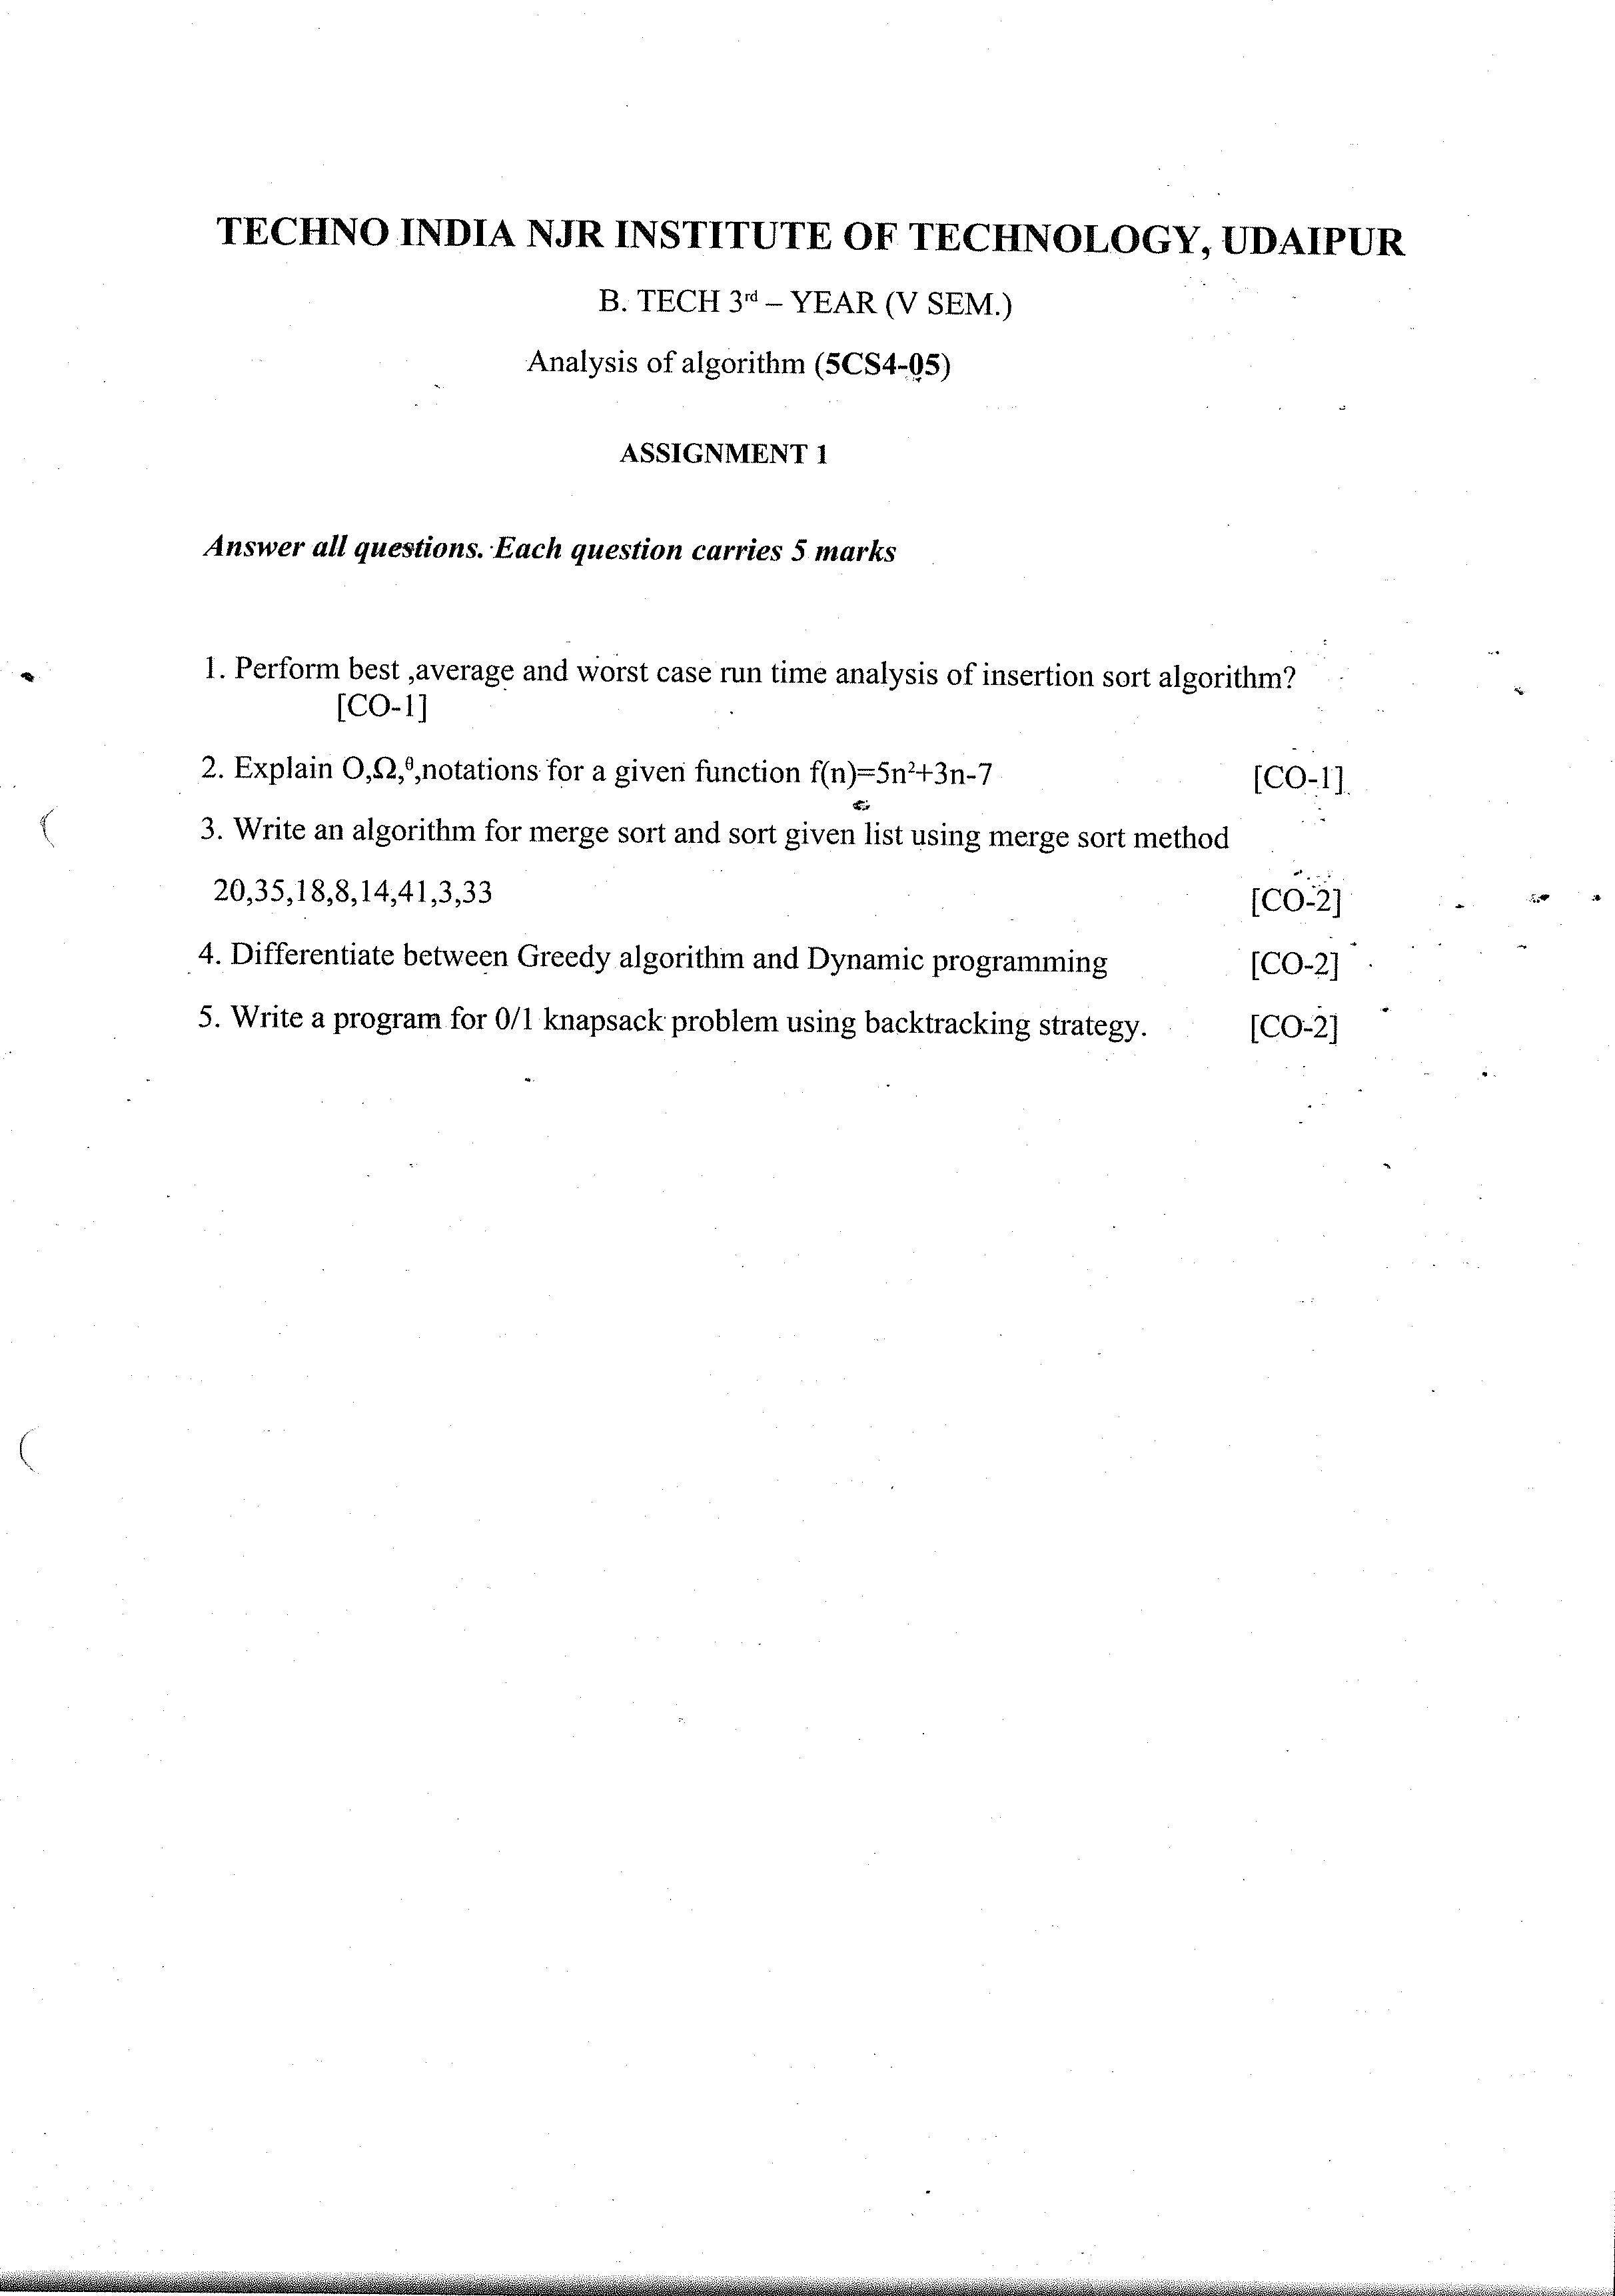 TECHNO INDIA NJR INSTITUTE OF TECHNOLOGY, UDAIPUR
B. TECH 3rd – YEAR (V SEM.)
Analysis of algorithm (5CS4-05)
ASSIGNMENT 1
Answer all questions. Each question carries 5 marks
1. Perform best ,average and worst case run time analysis of insertion sort algorithm?
[CO-1]
2. Explain O,Ω,θ,notations for a given function f(n)=5n²+3n-7 [CO-1]
3. Write an algorithm for merge sort and sort given list using merge sort method
20,35,18,8,14,41,3,33 [CO-2]
4. Differentiate between Greedy algorithm and Dynamic programming [CO-2]
5. Write a program for 0/1 knapsack problem using backtracking strategy. [CO-2]